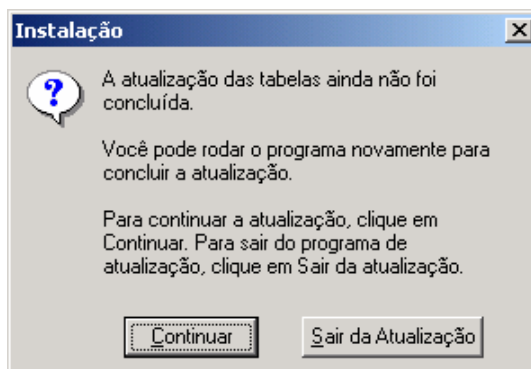 Instalação
A atualização das tabelas ainda não foi
concluída.
Você pode rodar o programa novamente para
concluir a atualização.
Para continuar a atualização, clique em
Continuar. Para sair do programa de
atualização, clique em Sair da atualização.
Continuar
Sair da Atualização